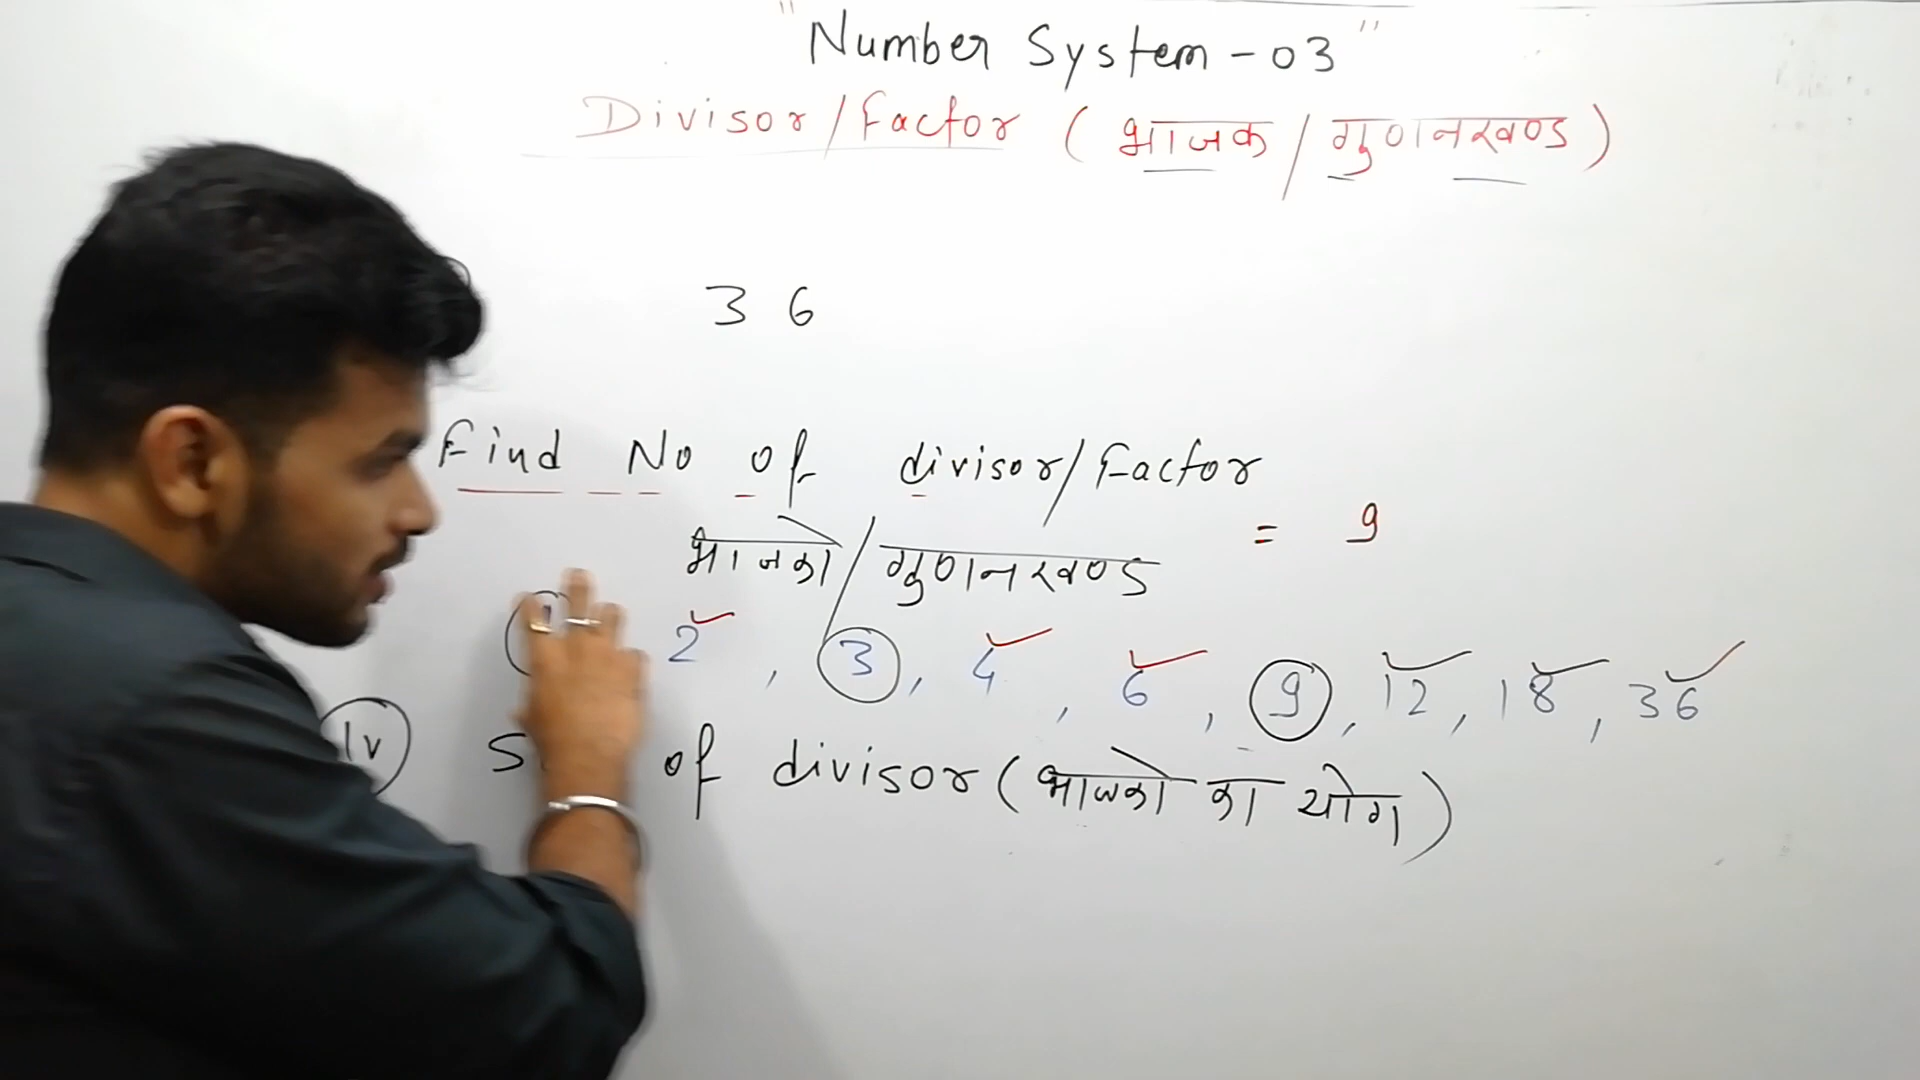 "Number System - 03"
Divisor/Factor (भाजक/गुणनखण्ड)
36
Find No of divisor/Factor
भाजको/गुणनखण्ड = 9
2, 3, 4, 6, 9, 12, 18, 36
iv of divisor (भाजको का योग)